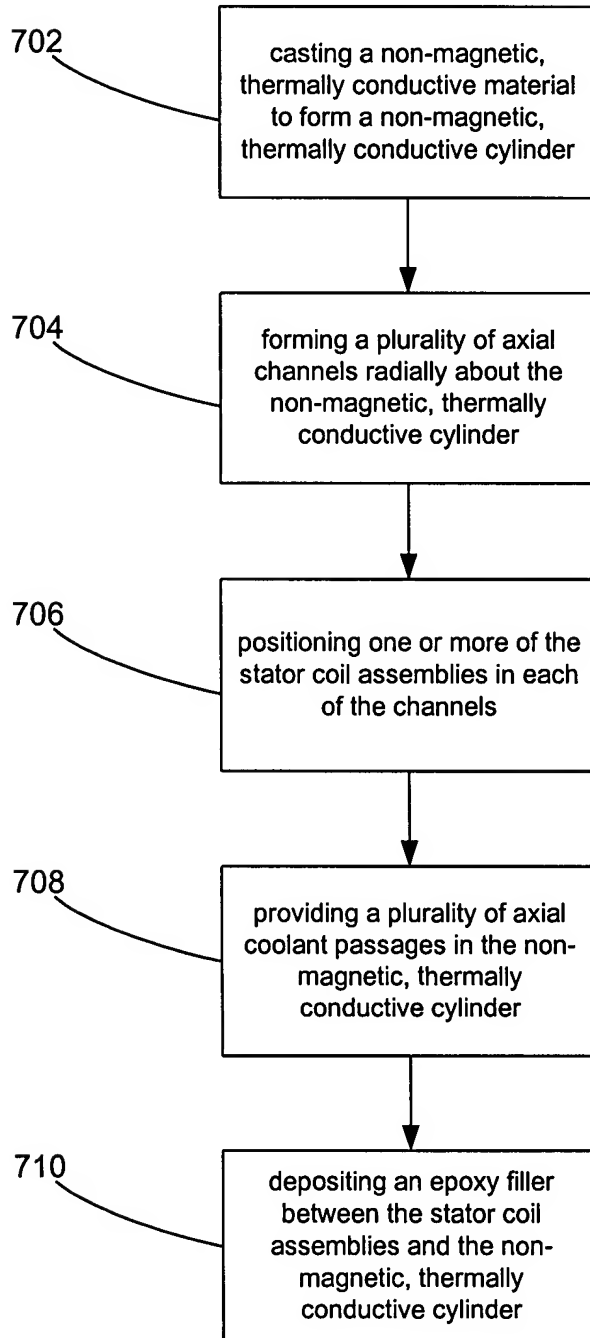 702
casting a non-magnetic,
thermally conductive material
to form a non-magnetic,
thermally conductive cylinder
704
forming a plurality of axial
channels radially about the
non-magnetic, thermally
conductive cylinder
706
positioning one or more of the
stator coil assemblies in each
of the channels
708
providing a plurality of axial
coolant passages in the non-
magnetic, thermally
conductive cylinder
710
depositing an epoxy filler
between the stator coil
assemblies and the non-
magnetic, thermally
conductive cylinder